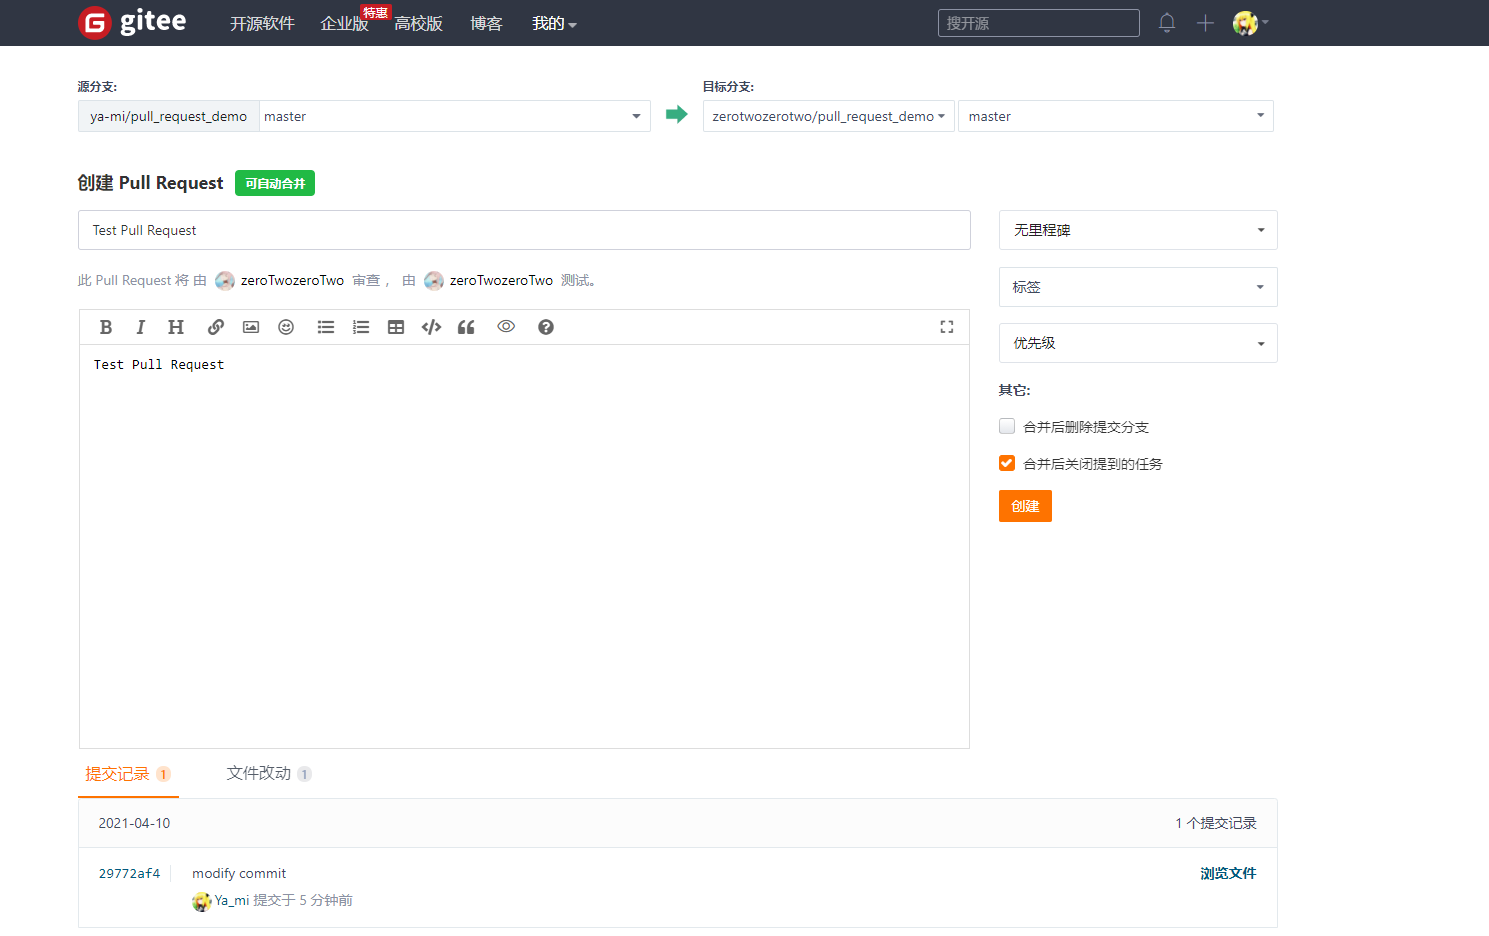 gitee 开源软件 企业版 特惠 高校版 博客 我的 搜开源
源分支: 目标分支:
ya-mi/pull_request_demo master zerotwozerotwo/pull_request_demo master
创建 Pull Request 可自动合并
Test Pull Request 无里程碑
此 Pull Request 将 由 zeroTwozeroTwo 审查 ， 由 zeroTwozeroTwo 测试。
标签
B I H
Test Pull Request
优先级
其它:
合并后删除提交分支
合并后关闭提到的任务
创建
提交记录 1 文件改动 1
2021-04-10 1 个提交记录
29772af4 modify commit 浏览文件
Ya_mi 提交于 5 分钟前